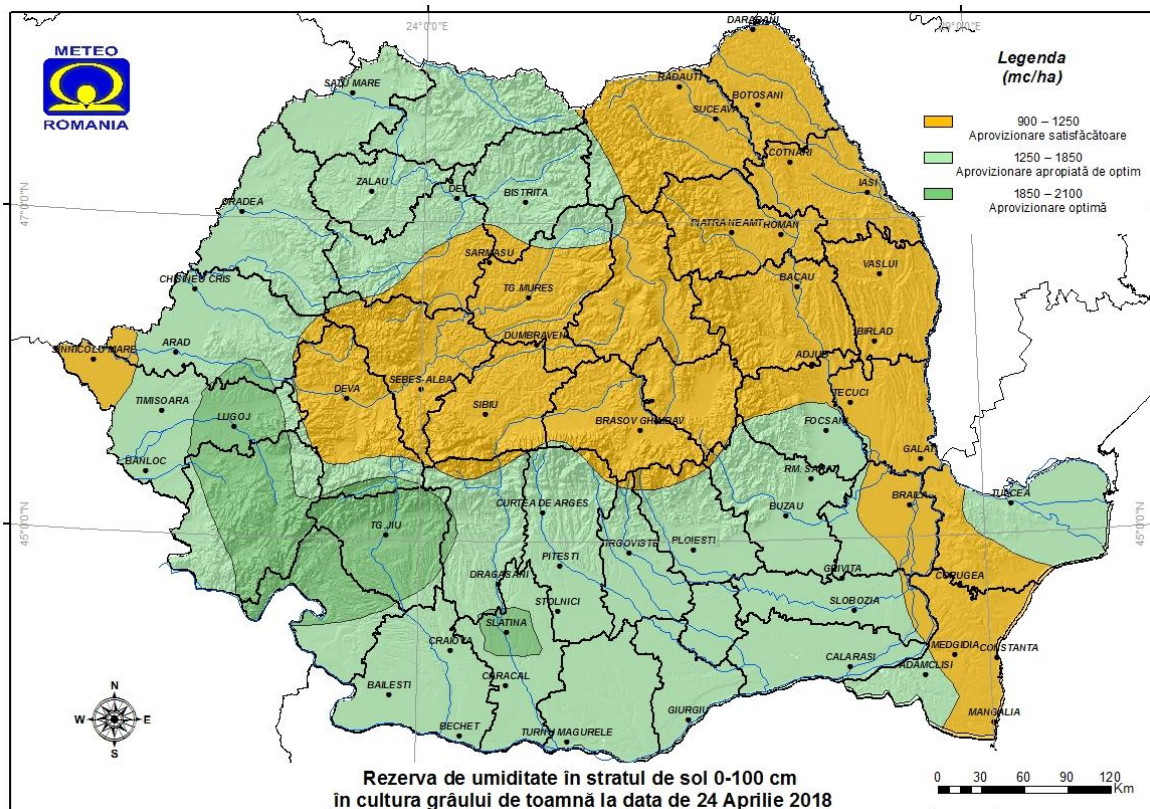 METEO
ROMANIA
24°0'0"E
29°0'0"E
47°0'0"N
47°0'0"N
45°0'0"N
45°0'0"N
Legenda
(mc/ha)
900 – 1250
Aprovizionare satisfăcătoare
1250 – 1850
Aprovizionare apropiată de optim
1850 – 2100
Aprovizionare optimă
DARABANI
SATU MARE
RADAUTI
BOTOSANI
SUCEAVA
COTNARI
ZALAU
DEJ
BISTRITA
IASI
ORADEA
PIATRA NEAMT
ROMAN
SARMASU
VASLUI
CHISINEU CRIS
TG.MURES
BACAU
DUMBRAVENI
BIRLAD
ARAD
SINNICOLO MARE
ADJUD
DEVA
SEBES-ALBA
TECUCI
TIMISOARA
SIBIU
LUGOJ
BRASOV GHIMBAV
FOCSANI
GALATI
BANLOC
RM. SARAT
CURTEA DE ARGES
BRAILA
TULCEA
BUZAU
TG.JIU
TIRGOVISTE
PLOIESTI
PITESTI
GRIVITA
CORUGEA
DRAGASANI
STOLNICI
SLOBOZIA
SLATINA
CRAIOVA
MEDGIDIA
CONSTANTA
CALARASI
ADAMCLISI
BAILESTI
CARACAL
GIURGIU
MANGALIA
BECHET
TURNU MAGURELE
N
W
E
S
Rezerva de umiditate în stratul de sol 0-100 cm
în cultura grâului de toamnă la data de 24 Aprilie 2018
0 15 30 60 90 120
Km